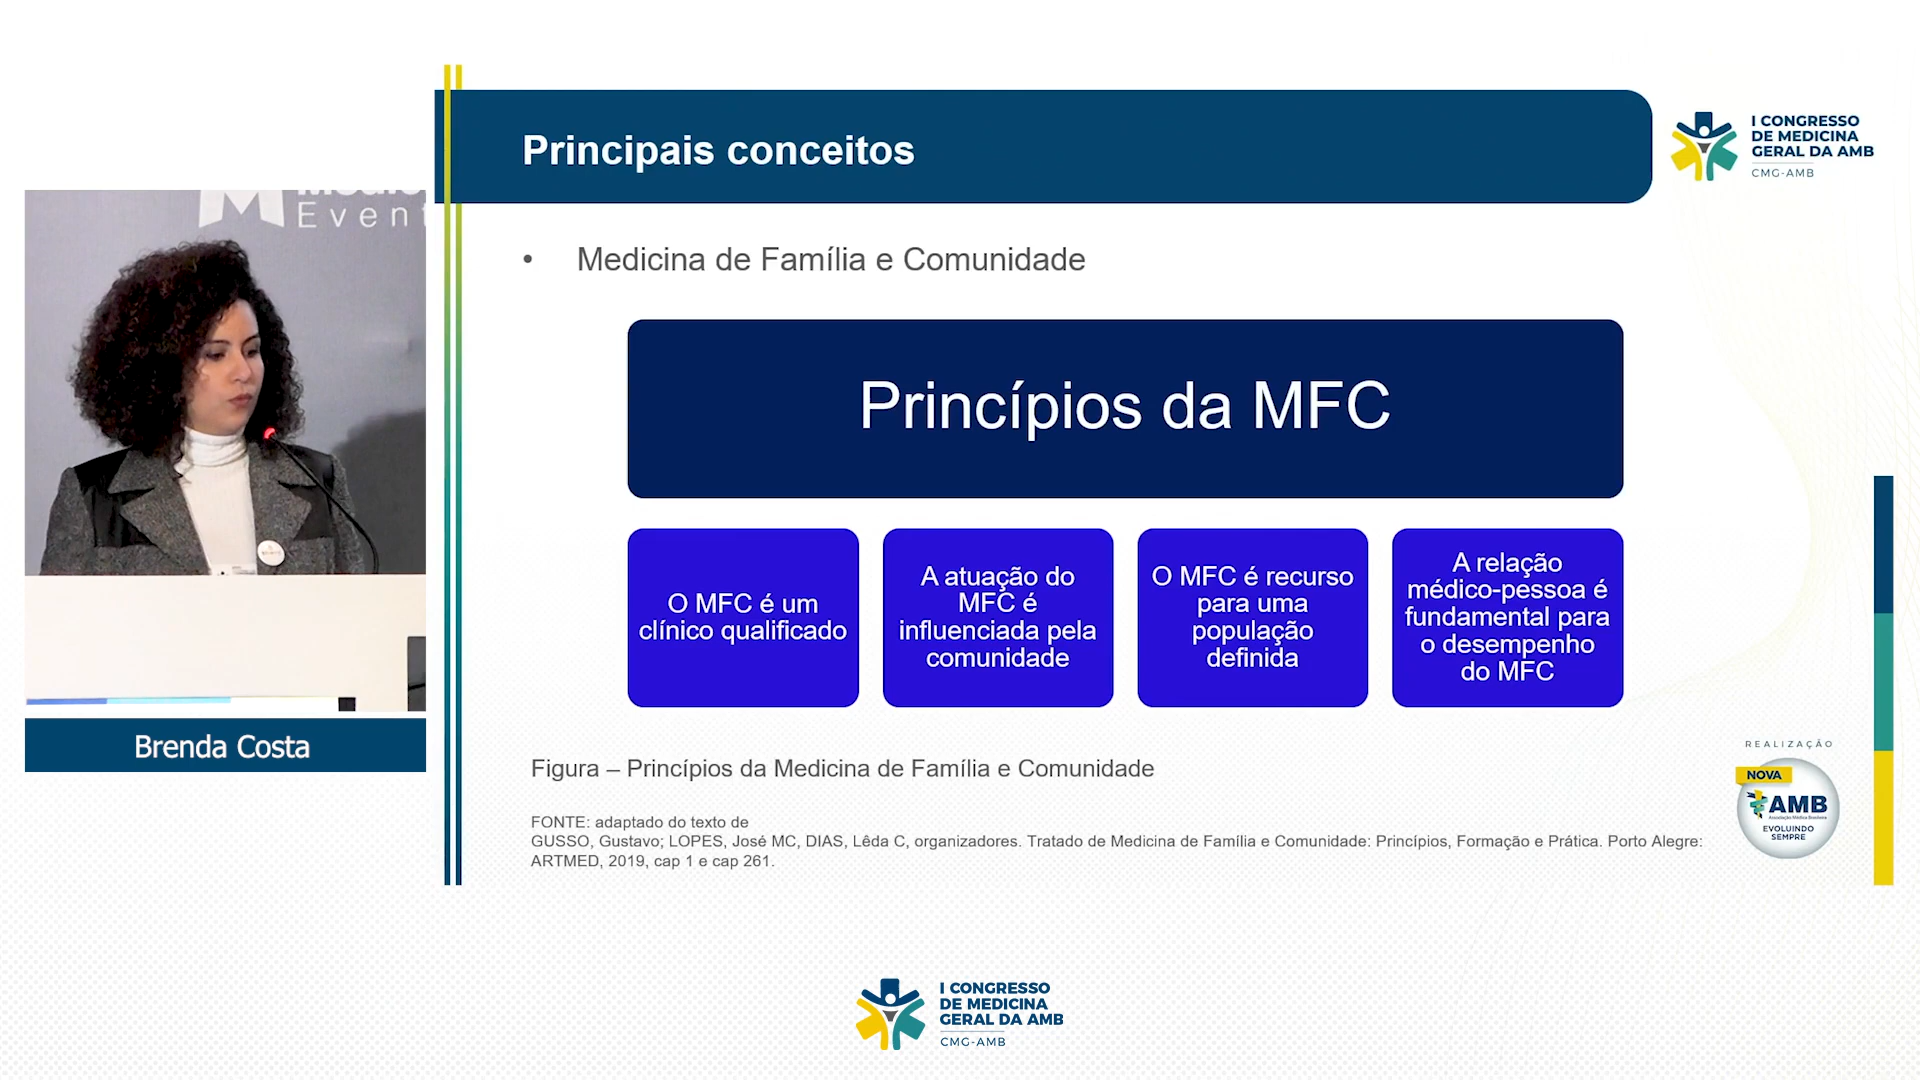 Principais conceitos
I CONGRESSO
DE MEDICINA
GERAL DA AMB
CMG-AMB
Event
Brenda Costa
• Medicina de Família e Comunidade
Princípios da MFC
O MFC é um
clínico qualificado
A atuação do
MFC é
influenciada pela
comunidade
O MFC é recurso
para uma
população
definida
A relação
médico-pessoa é
fundamental para
o desempenho
do MFC
Figura – Princípios da Medicina de Família e Comunidade
FONTE: adaptado do texto de
GUSSO, Gustavo; LOPES, José MC, DIAS, Lêda C, organizadores. Tratado de Medicina de Família e Comunidade: Princípios, Formação e Prática. Porto Alegre:
ARTMED, 2019, cap 1 e cap 261.
REALIZAÇÃO
NOVA
AMB
Associação Médica Brasileira
EVOLUINDO
SEMPRE
I CONGRESSO
DE MEDICINA
GERAL DA AMB
CMG-AMB